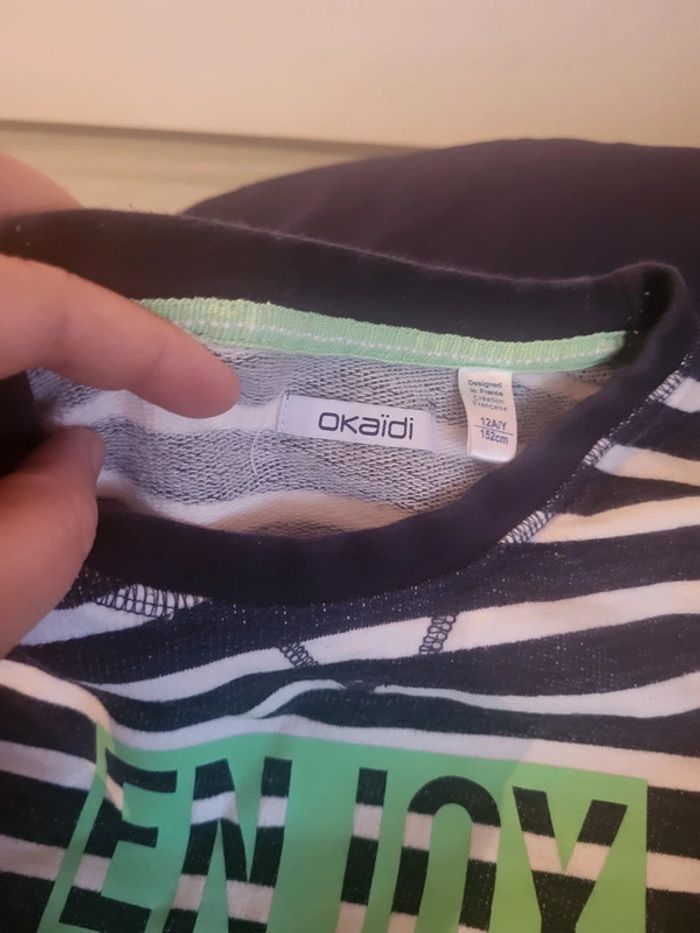 okaïdi
Designed
in France
Création
Française
12A/Y
152cm
ENJOY